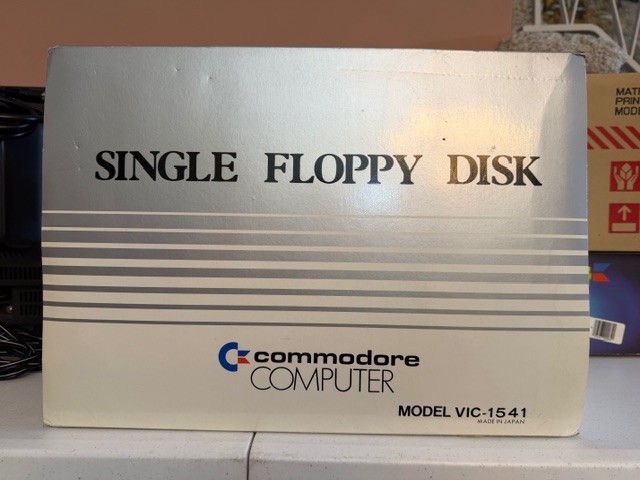 SINGLE FLOPPY DISK
commodore
COMPUTER
MODEL VIC-1541
MADE IN JAPAN